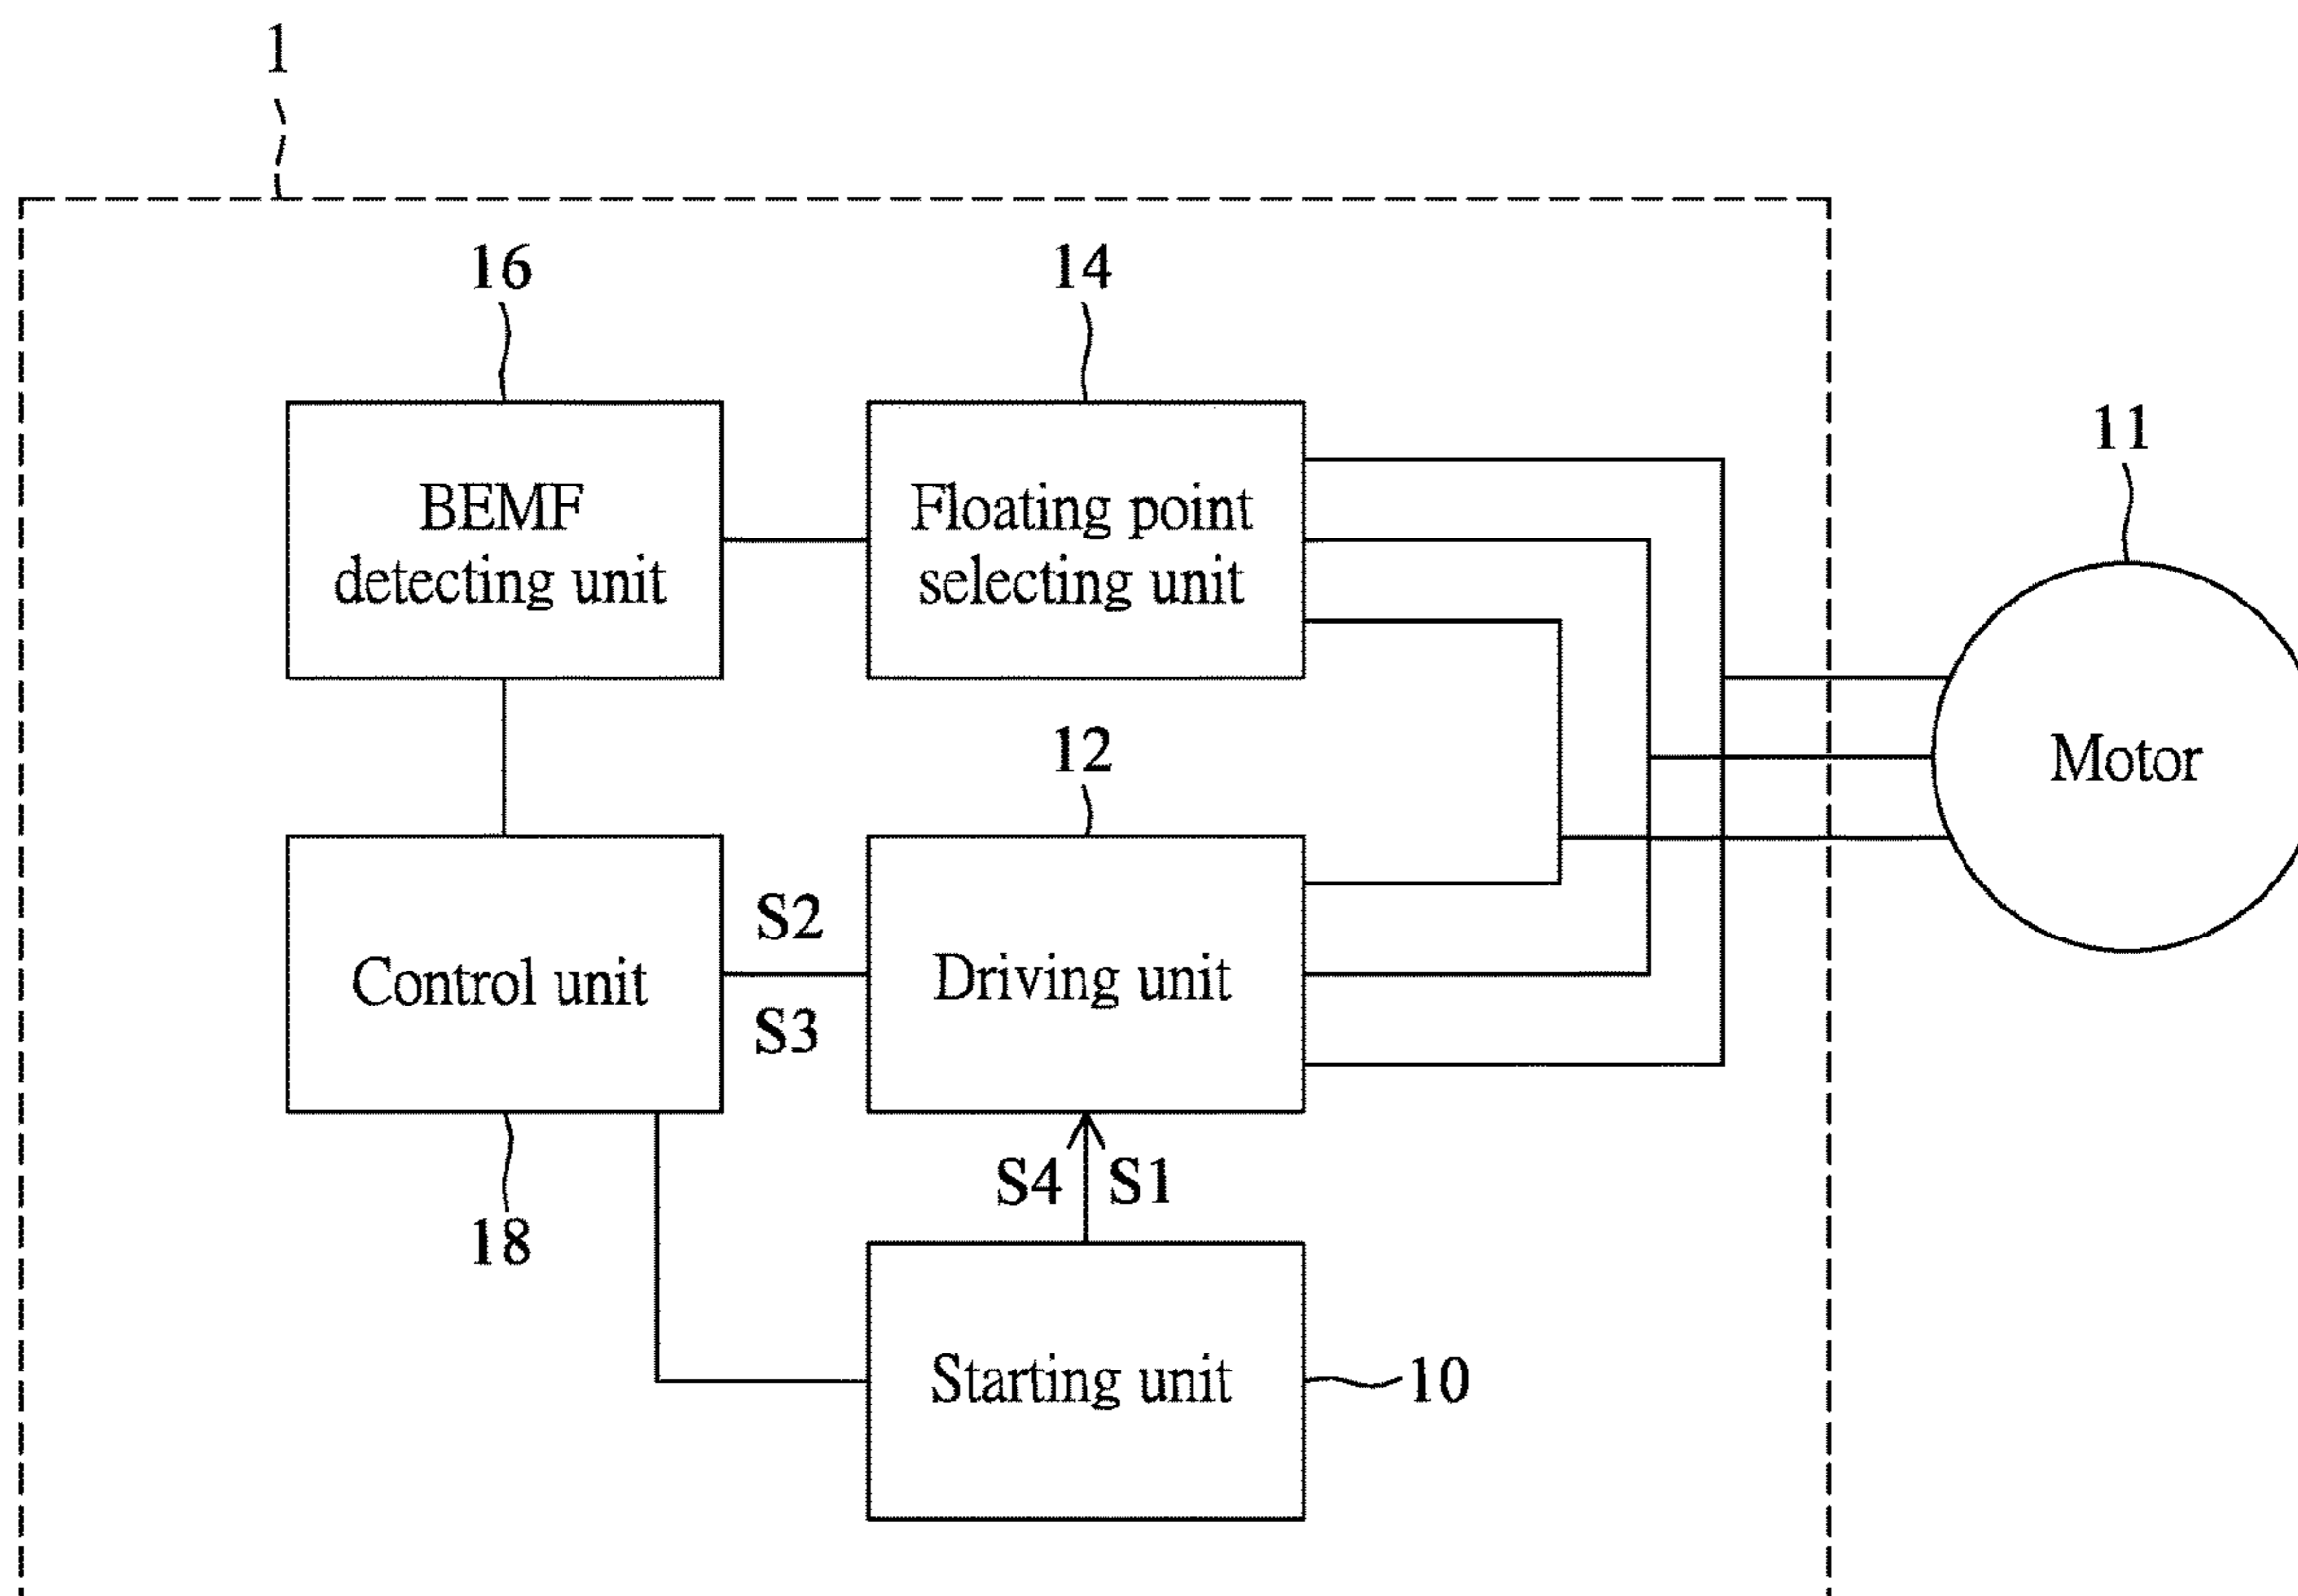 1
16
14
11
BEMF
detecting unit
Floating point
selecting unit
Motor
12
S2
Control unit
Driving unit
S3
S4
S1
18
Starting unit
10